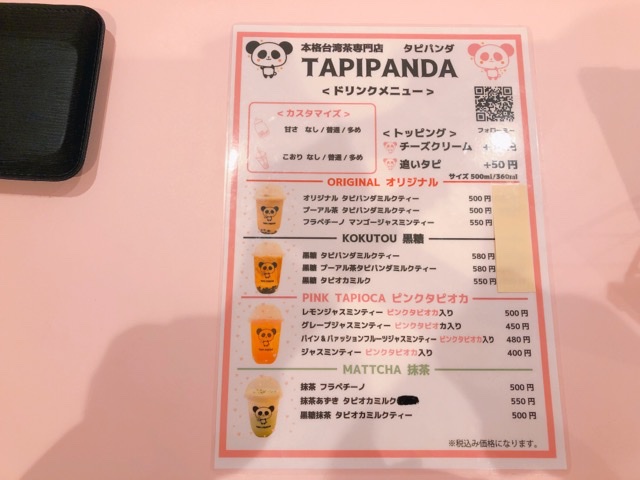 本格台湾茶専門店 タピパンダ
TAPIPANDA
<ドリンクメニュー>
<カスタマイズ>
甘さ なし/普通/多め
こおり なし/普通/多め
フォローミー
<トッピング>
チーズクリーム
追いタピ +50円
サイズ 500ml/360ml
ORIGINAL オリジナル
オリジナル タピパンダミルクティー 500円
プーアル茶 タピパンダミルクティー 500円
フラペチーノ マンゴージャスミンティー 550円
KOKUTOU 黒糖
黒糖 タピパンダミルクティー 580円
黒糖 プーアル茶タピパンダミルクティー 580円
黒糖 タピオカミルク 550円
PINK TAPIOCA ピンクタピオカ
レモンジャスミンティー ピンクタピオカ入り 500円
グレープジャスミンティー ピンクタピオカ入り 450円
パイン&パッションフルーツジャスミンティー ピンクタピオカ入り 480円
ジャスミンティー ピンクタピオカ入り 400円
MATTCHA 抹茶
抹茶 フラペチーノ 500円
抹茶あずき タピオカミルク 550円
黒糖抹茶 タピオカミルクティー 500円
※税込み価格になります。